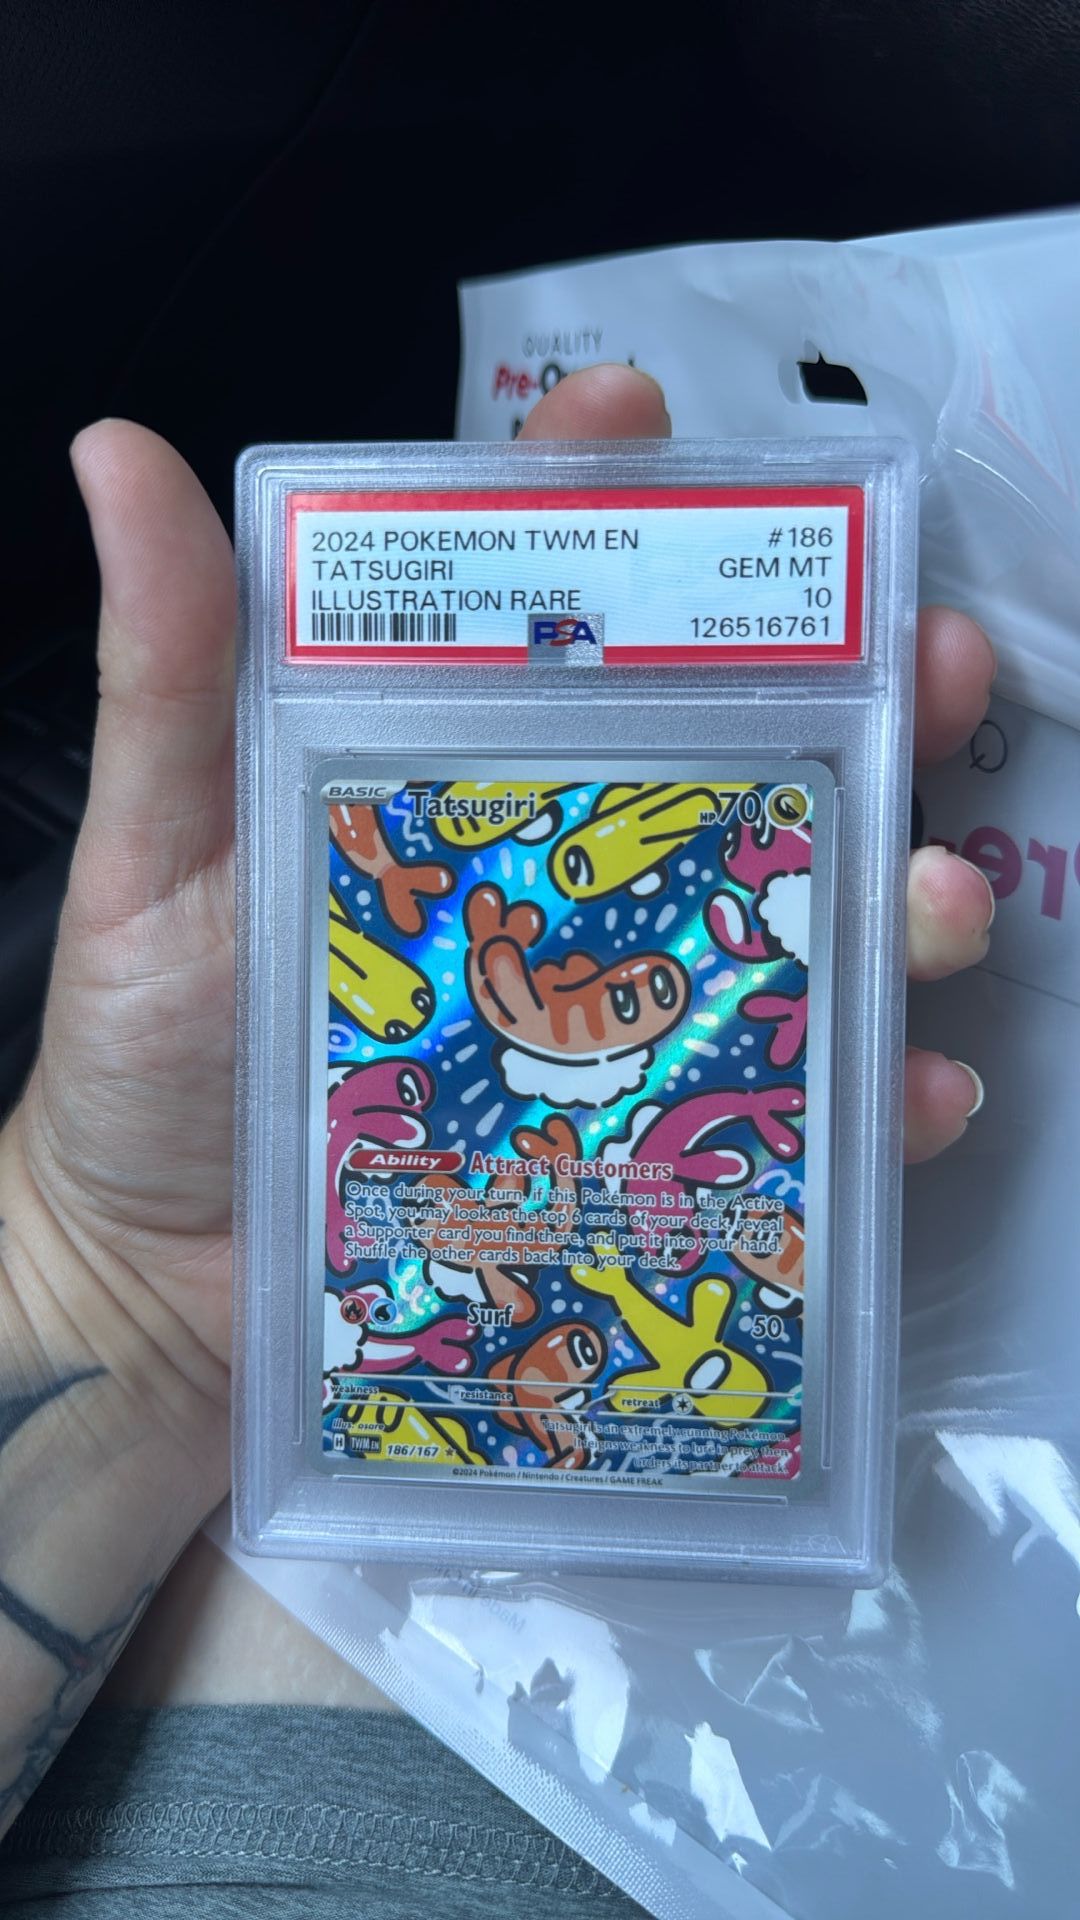 QUALITY
2024 POKEMON TWM EN #186
TATSUGIRI GEM MT
ILLUSTRATION RARE 10
PSA 126516761
BASIC Tatsugiri HP 70
Ability Attract Customers
Once during your turn, if this Pokémon is in the Active
Spot, you may look at the top 6 cards of your deck, reveal
a Supporter card you find there, and put it into your hand.
Shuffle the other cards back into your deck.
Surf 50
weakness resistance retreat
Illus. osare
Tatsugiri is an extremely cunning Pokémon.
It feigns weakness to lure in prey, then
orders its partner to attack.
H TWM EN 186/167
©2024 Pokémon / Nintendo / Creatures / GAME FREAK